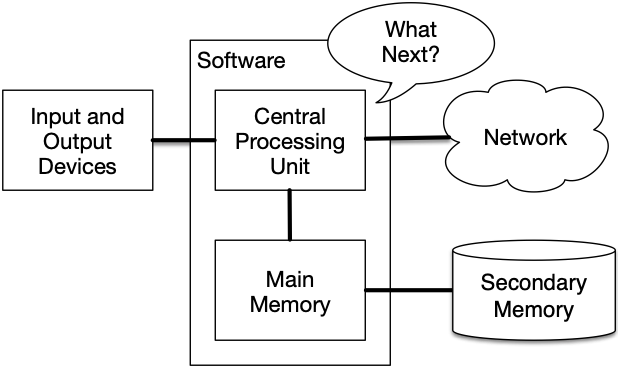 What
Next?
Software
Input and
Output
Devices
Central
Processing
Unit
Network
Main
Memory
Secondary
Memory